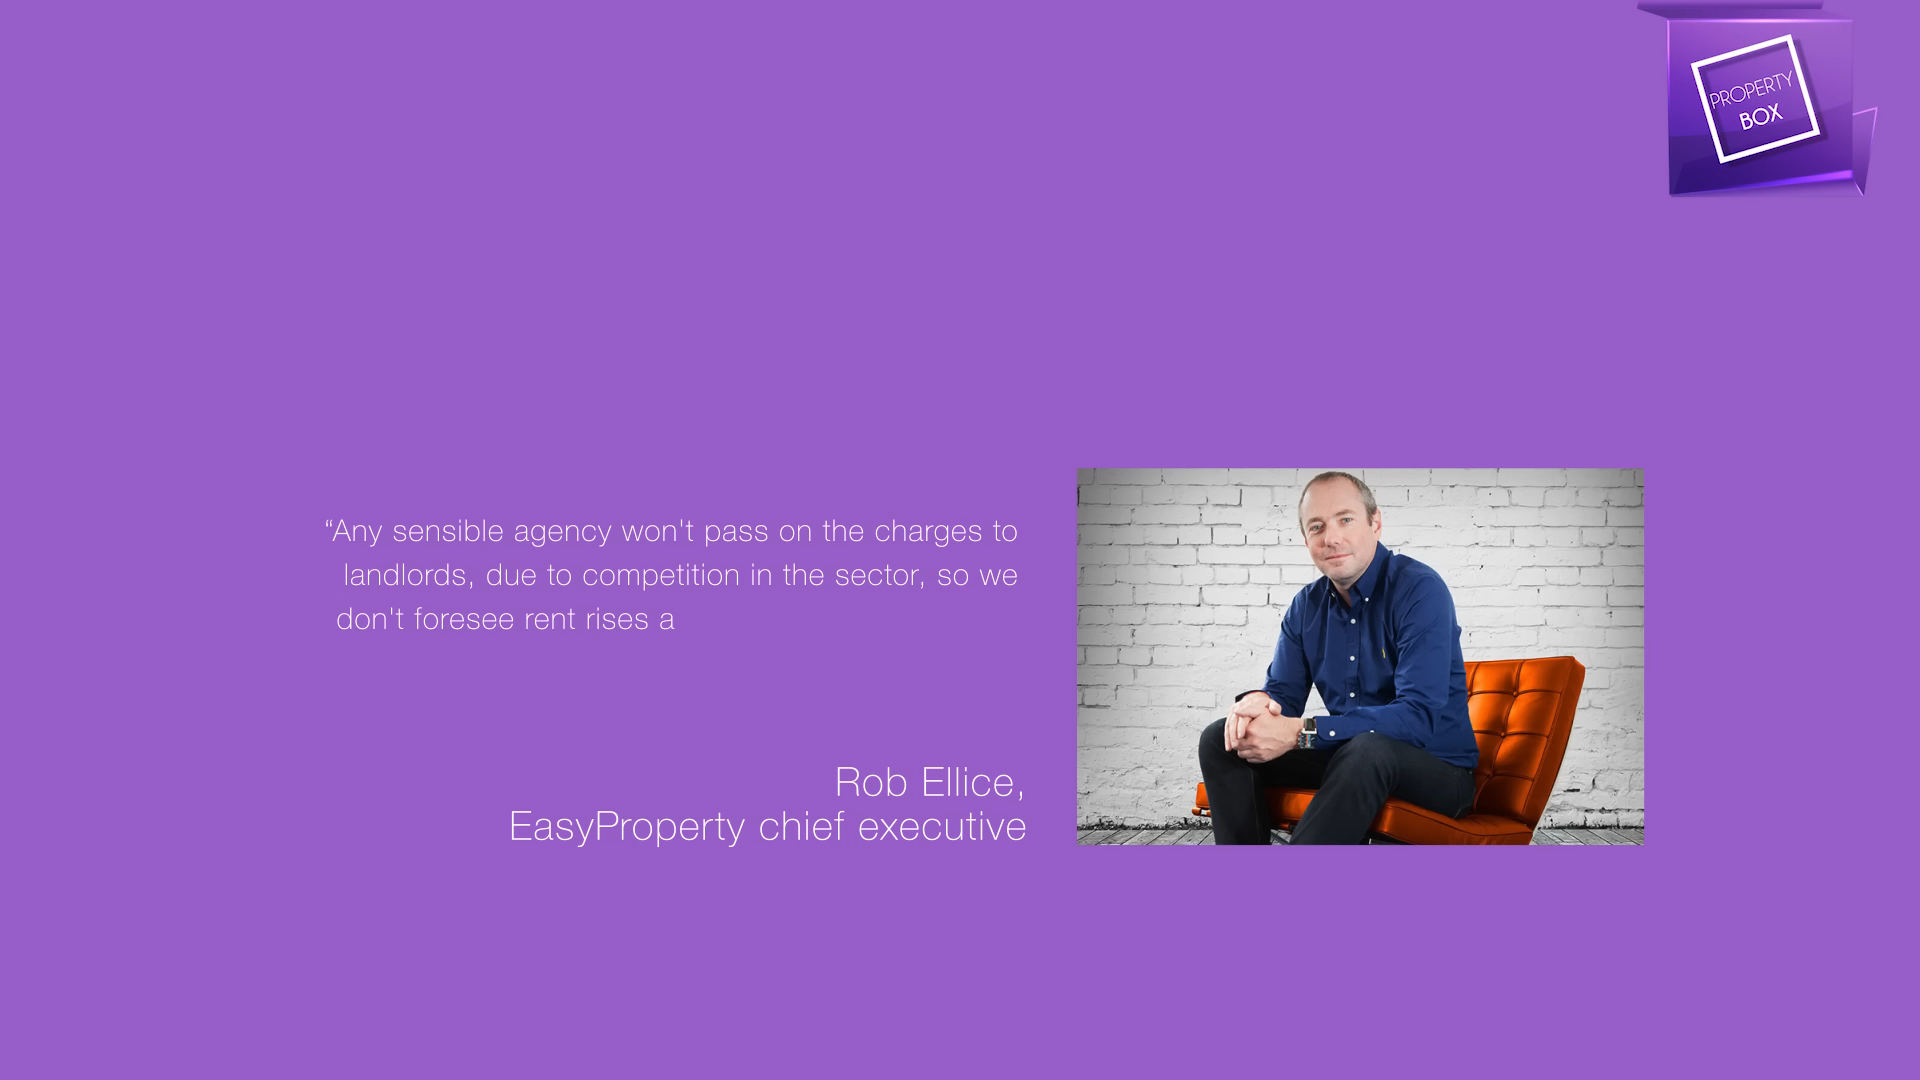 PROPERTY
BOX
“Any sensible agency won't pass on the charges to
landlords, due to competition in the sector, so we
don't foresee rent rises a
Rob Ellice,
EasyProperty chief executive